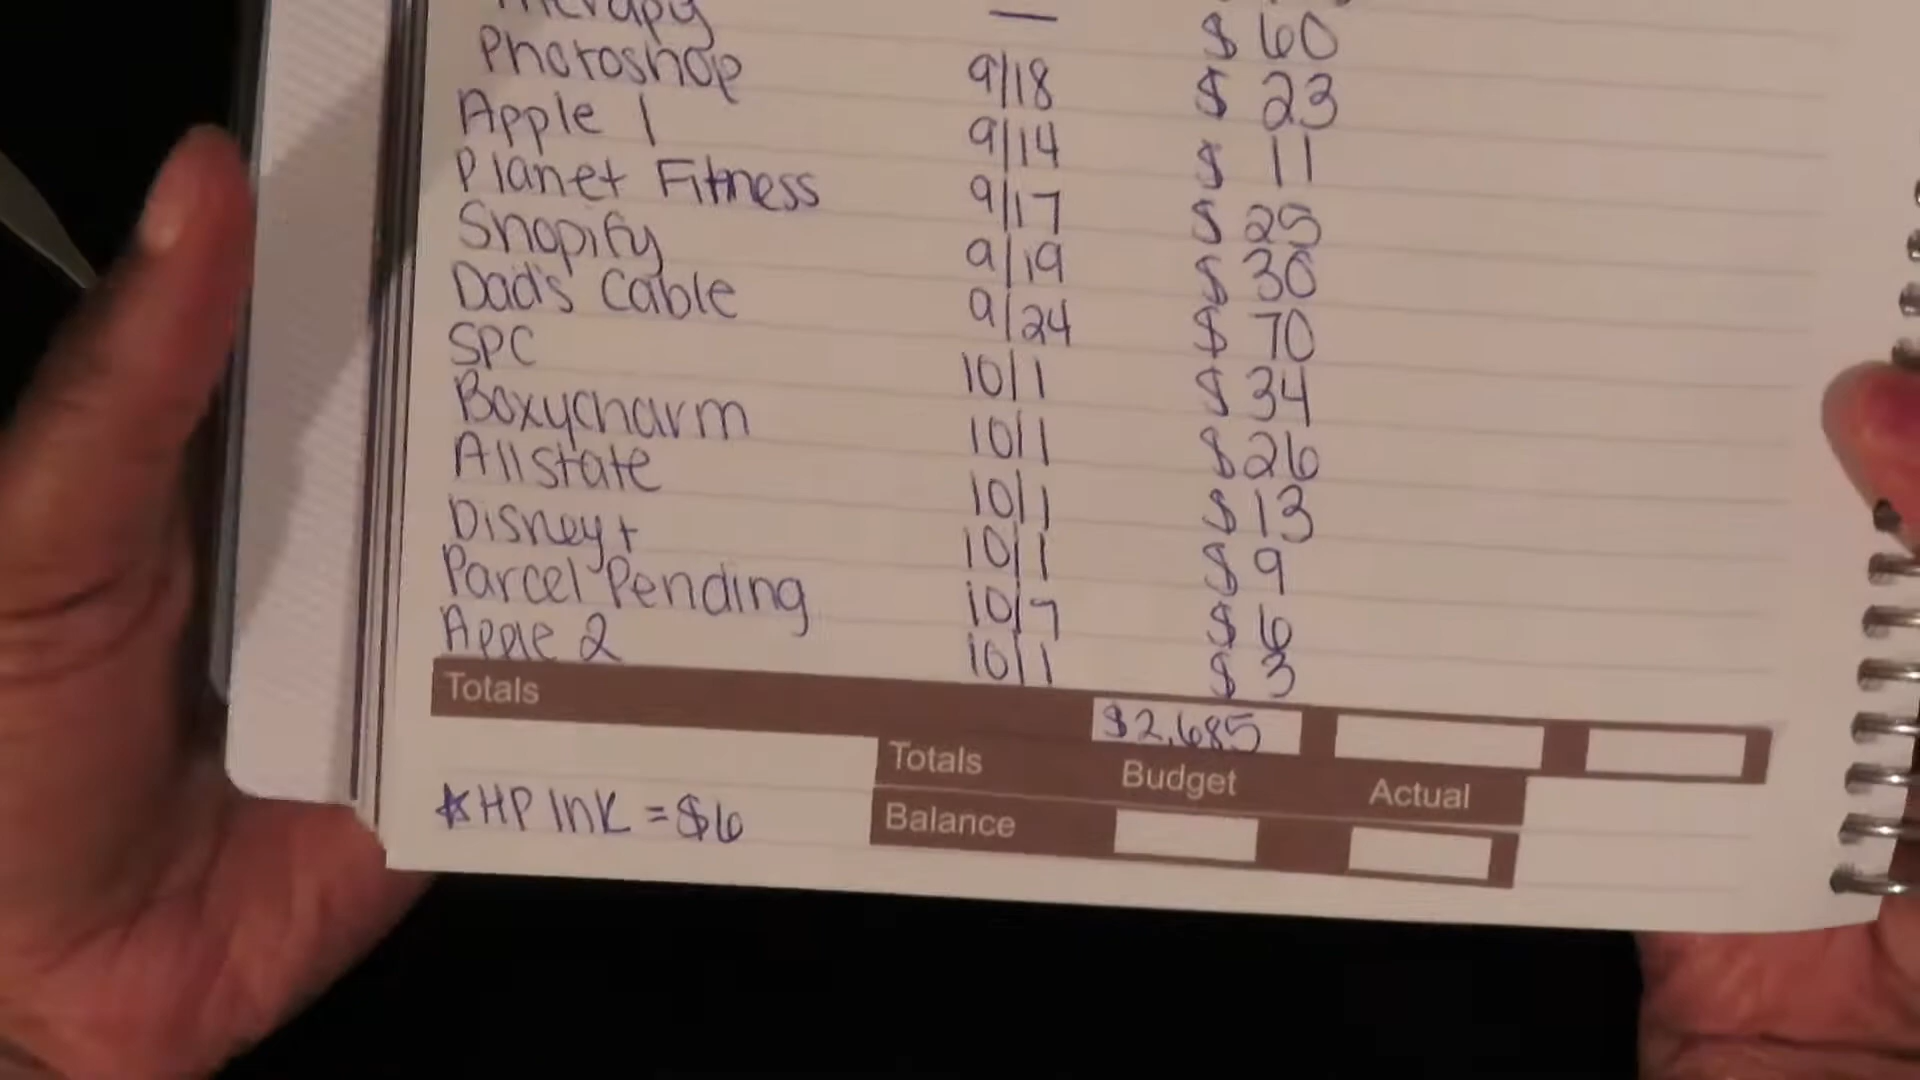 Therapy — $ 60
Photoshop 9/18 $ 23
Apple 1 9/14 $ 11
Planet Fitness 9/17 $ 25
Shopify 9/19 $ 30
Dad's Cable 9/24 $ 70
SPC 10/1 $ 34
Boxycharm 10/1 $ 26
Allstate 10/1 $ 13
Disney+ 10/1 $ 9
Parcel Pending 10/7 $ 6
Apple 2 10/1 $ 3
Totals $2,685
Totals Budget Actual
*HP INK = $6 Balance